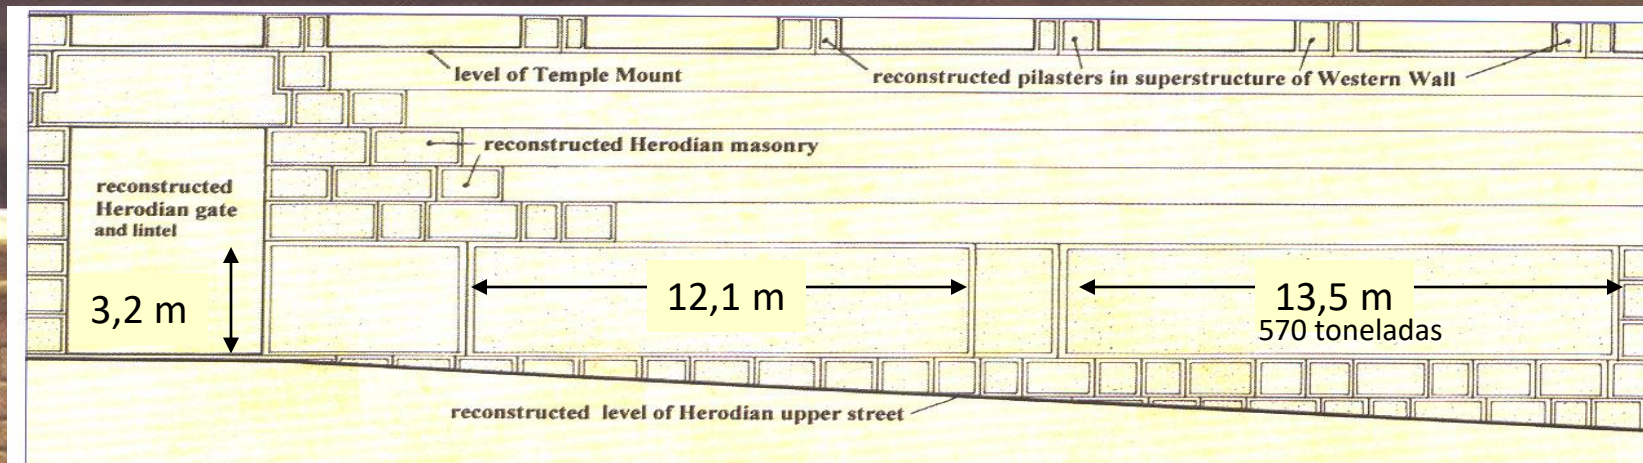 level of Temple Mount
reconstructed pilasters in superstructure of Western Wall
reconstructed Herodian masonry
reconstructed
Herodian gate
and lintel
3,2 m
12,1 m
13,5 m
570 toneladas
reconstructed level of Herodian upper street